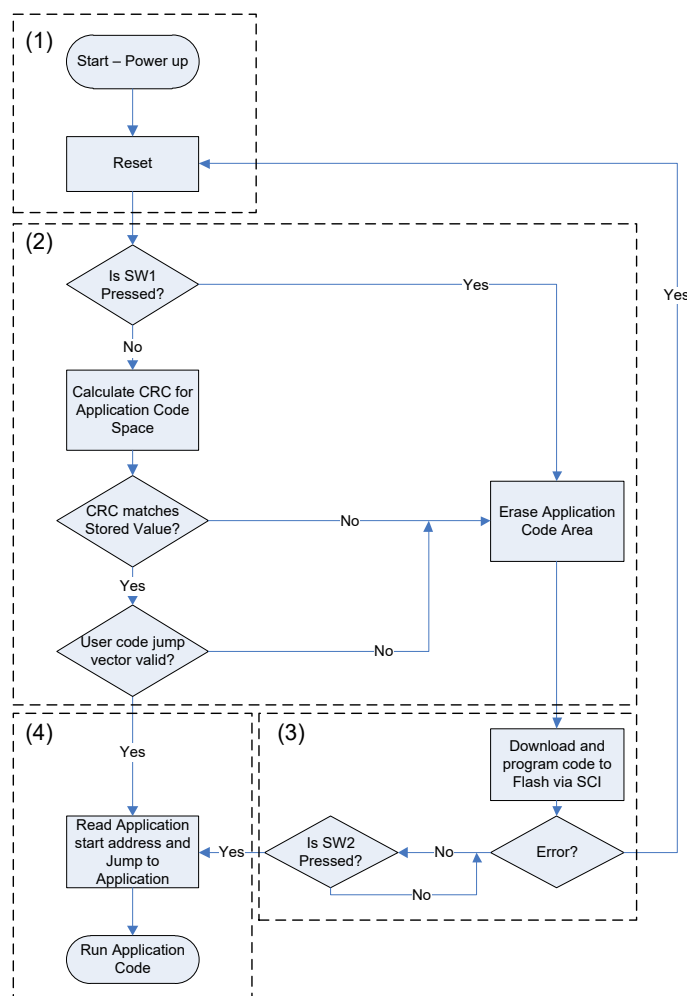 (1)
Start – Power up
Reset
(2)
Is SW1
Pressed?
Yes
Yes
No
Calculate CRC for
Application Code
Space
CRC matches
Stored Value?
No
Erase Application
Code Area
Yes
User code jump
vector valid?
No
(4)
(3)
Yes
Download and
program code to
Flash via SCI
Read Application
start address and
Jump to
Application
Yes
Is SW2
Pressed?
No
Error?
No
Run Application
Code